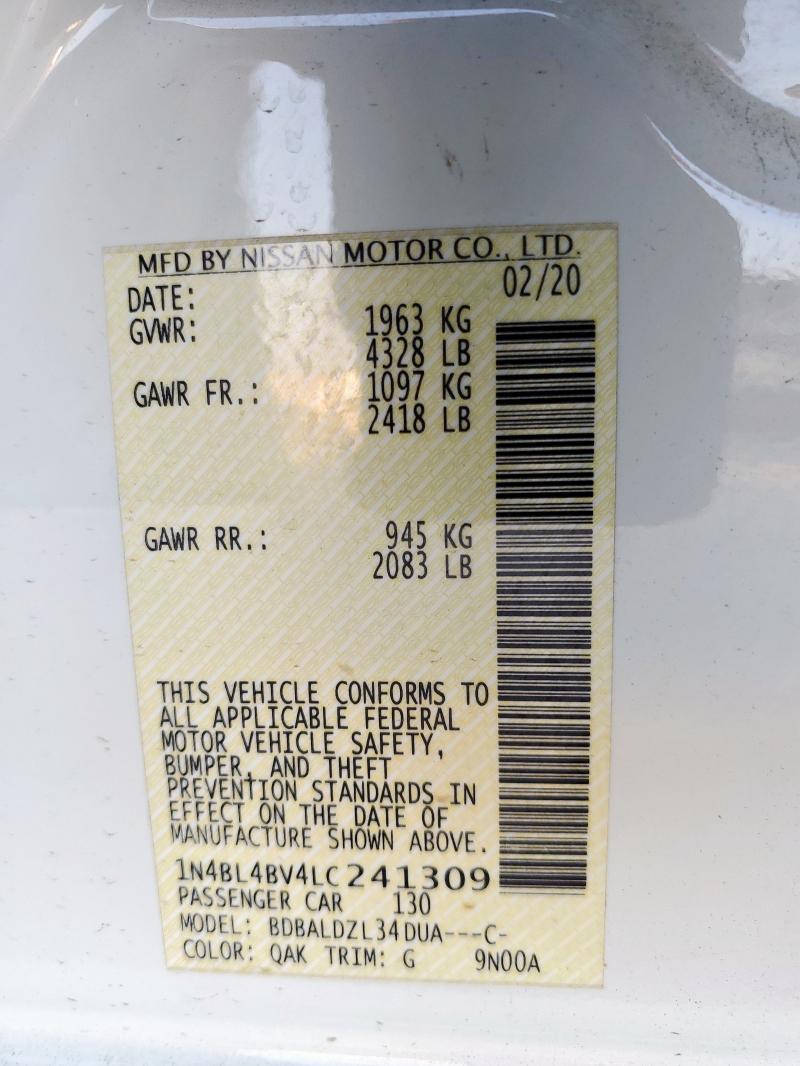 MFD BY NISSAN MOTOR CO., LTD.
DATE: 02/20
GVWR: 1963 KG
4328 LB
GAWR FR.: 1097 KG
2418 LB
GAWR RR.: 945 KG
2083 LB
THIS VEHICLE CONFORMS TO
ALL APPLICABLE FEDERAL
MOTOR VEHICLE SAFETY,
BUMPER, AND THEFT
PREVENTION STANDARDS IN
EFFECT ON THE DATE OF
MANUFACTURE SHOWN ABOVE.
1N4BL4BV4LC241309
PASSENGER CAR 130
MODEL: BDBALDZL34DUA---C-
COLOR: QAK TRIM: G 9N00A